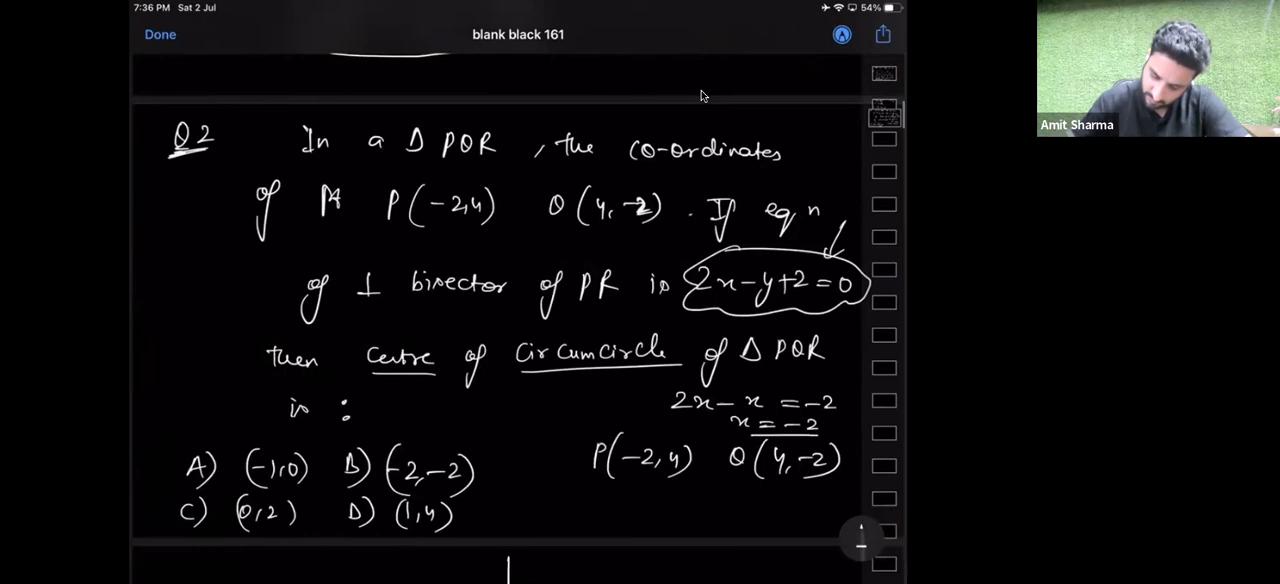 7:36 PM Sat 2 Jul
54%
Done
blank black 161
Amit Sharma
Q2 In a Δ PQR, the co-ordinates
of P(-2,4) Q(4,-2). If eqn
of ⊥ bisector of PR is 2x-y+2=0
then centre of circumcircle of Δ PQR
is :
2x-x=-2
x=-2
P(-2,4) Q(4,-2)
A) (-1,0) B) (-2,-2)
C) (0,2) D) (1,4)